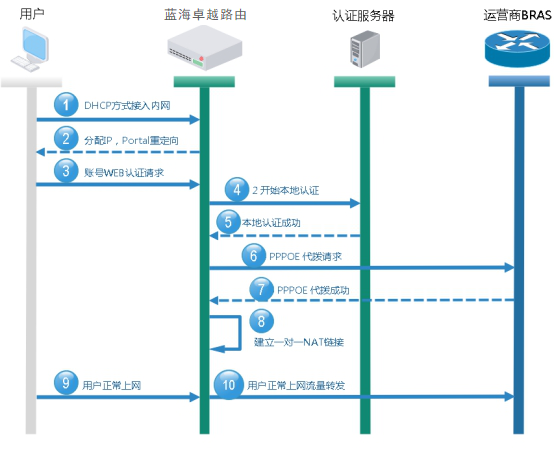 用户
蓝海卓越路由
认证服务器
运营商BRAS
1 DHCP方式接入内网
2 分配IP，Portal重定向
3 账号WEB认证请求
4 2 开始本地认证
5 本地认证成功
6 PPPOE 代拨请求
7 PPPOE 代拨成功
8
建立一对一NAT链接
9 用户正常上网
10 用户正常上网流量转发